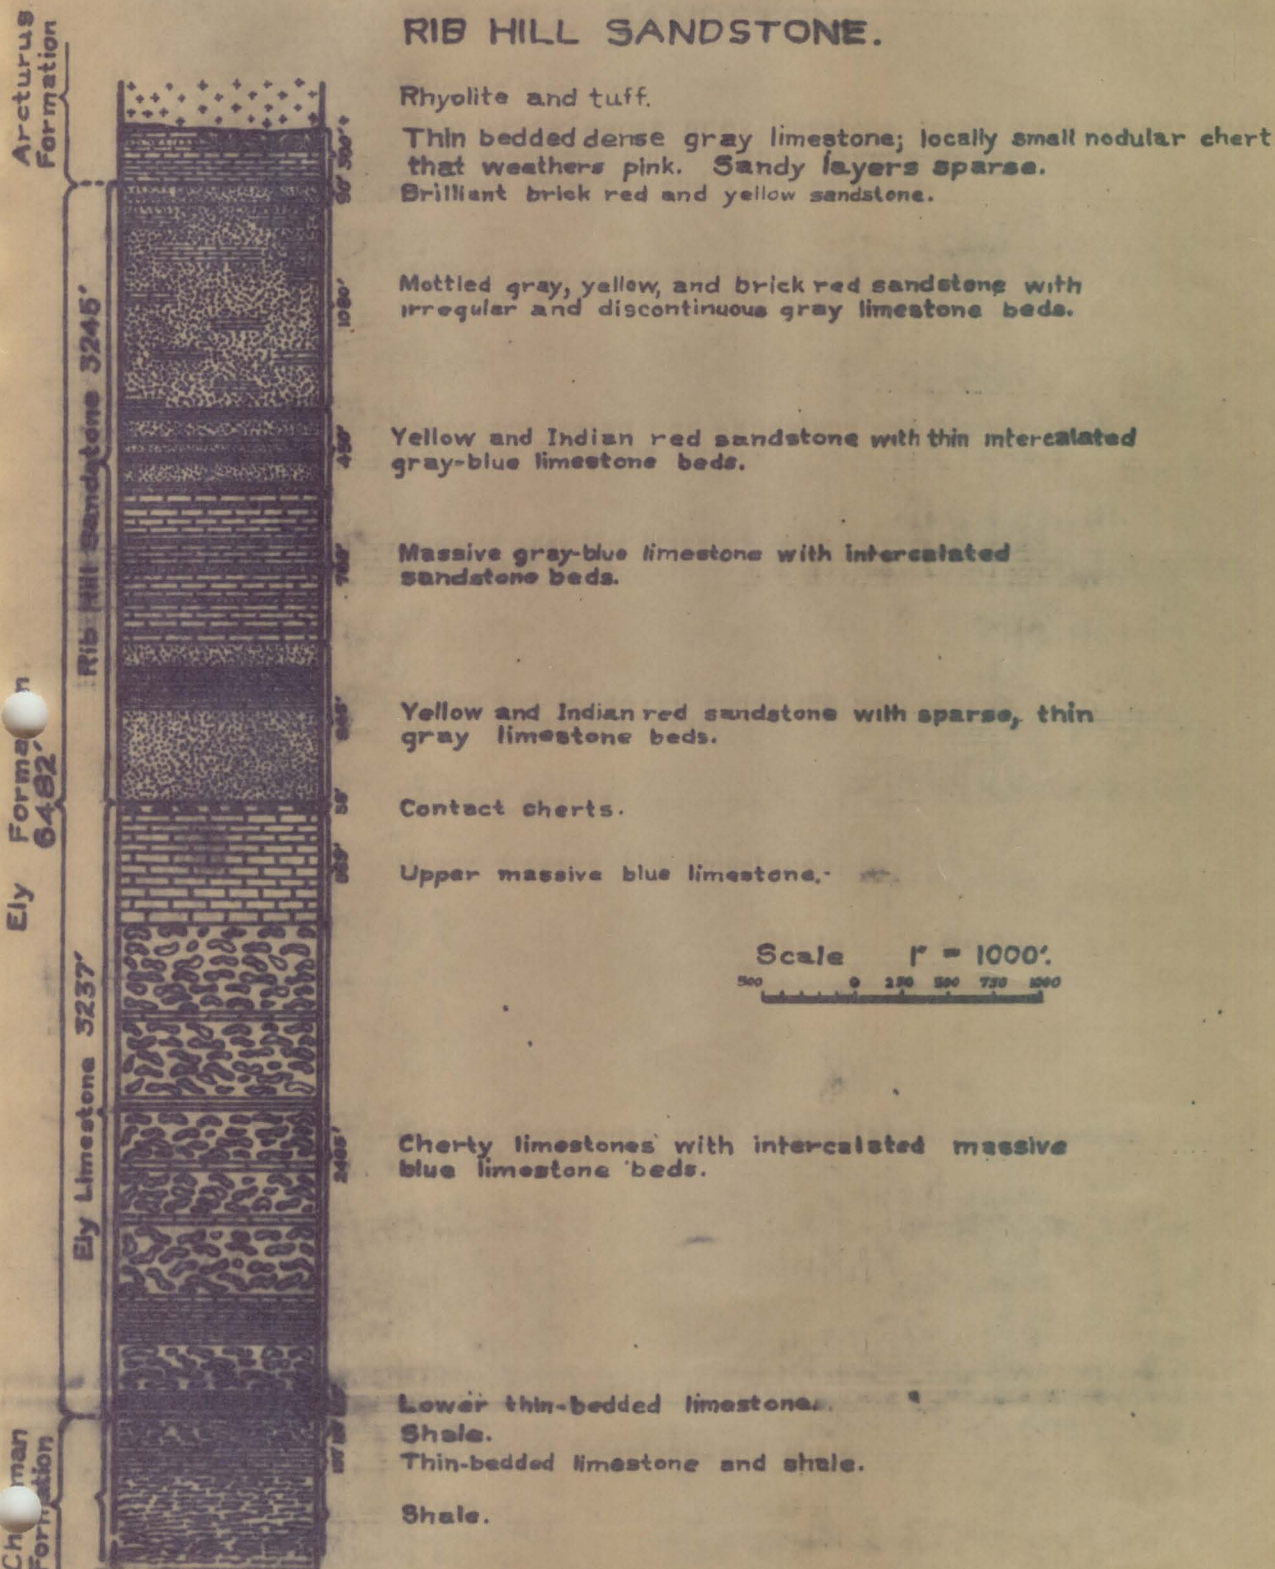 RIB HILL SANDSTONE.
Arcturus
Formation
Rhyolite and tuff.
300'+
Thin bedded dense gray limestone; locally small nodular chert
that weathers pink. Sandy layers sparse.
Brilliant brick red and yellow sandstone.
Rib Hill Sandstone 3245'
Mottled gray, yellow, and brick red sandstone with
irregular and discontinuous gray limestone beds.
450'
Yellow and Indian red sandstone with thin intercalated
gray-blue limestone beds.
Massive gray-blue limestone with intercalated
sandstone beds.
Ely
6482'
Yellow and Indian red sandstone with sparse, thin
gray limestone beds.
Contact cherts.
Upper massive blue limestone.
Scale 1" = 1000'.
500 0 250 500 750 1000
Ely Limestone 3237'
Cherty limestones with intercalated massive
blue limestone beds.
Lower thin-bedded limestone.
Shale.
Thin-bedded limestone and shale.
Shale.